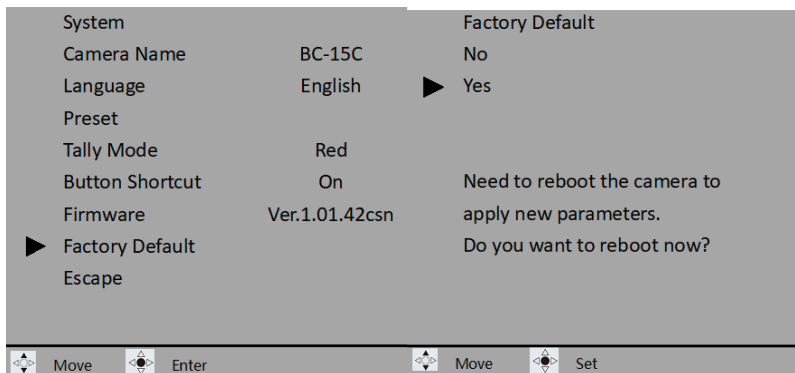 System
Camera Name BC-15C
Language English
Preset
Tally Mode Red
Button Shortcut On
Firmware Ver.1.01.42csn
Factory Default
Escape
Move Enter
Factory Default
No
Yes
Need to reboot the camera to
apply new parameters.
Do you want to reboot now?
Move Set